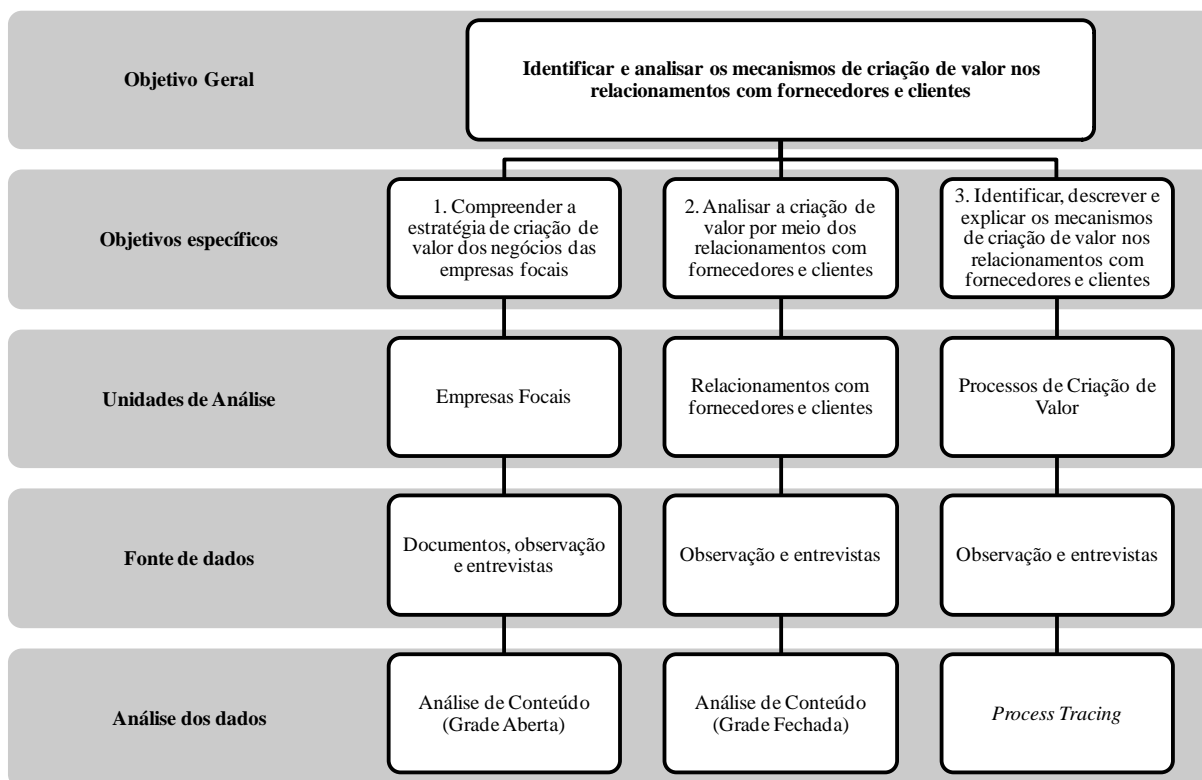 Objetivo Geral
Identificar e analisar os mecanismos de criação de valor nos
relacionamentos com fornecedores e clientes
Objetivos específicos
1. Compreender a
estratégia de criação de
valor dos negócios das
empresas focais
2. Analisar a criação de
valor por meio dos
relacionamentos com
fornecedores e clientes
3. Identificar, descrever e
explicar os mecanismos
de criação de valor nos
relacionamentos com
fornecedores e clientes
Unidades de Análise
Empresas Focais
Relacionamentos com
fornecedores e clientes
Processos de Criação de
Valor
Fonte de dados
Documentos, observação
e entrevistas
Observação e entrevistas
Observação e entrevistas
Análise dos dados
Análise de Conteúdo
(Grade Aberta)
Análise de Conteúdo
(Grade Fechada)
Process Tracing